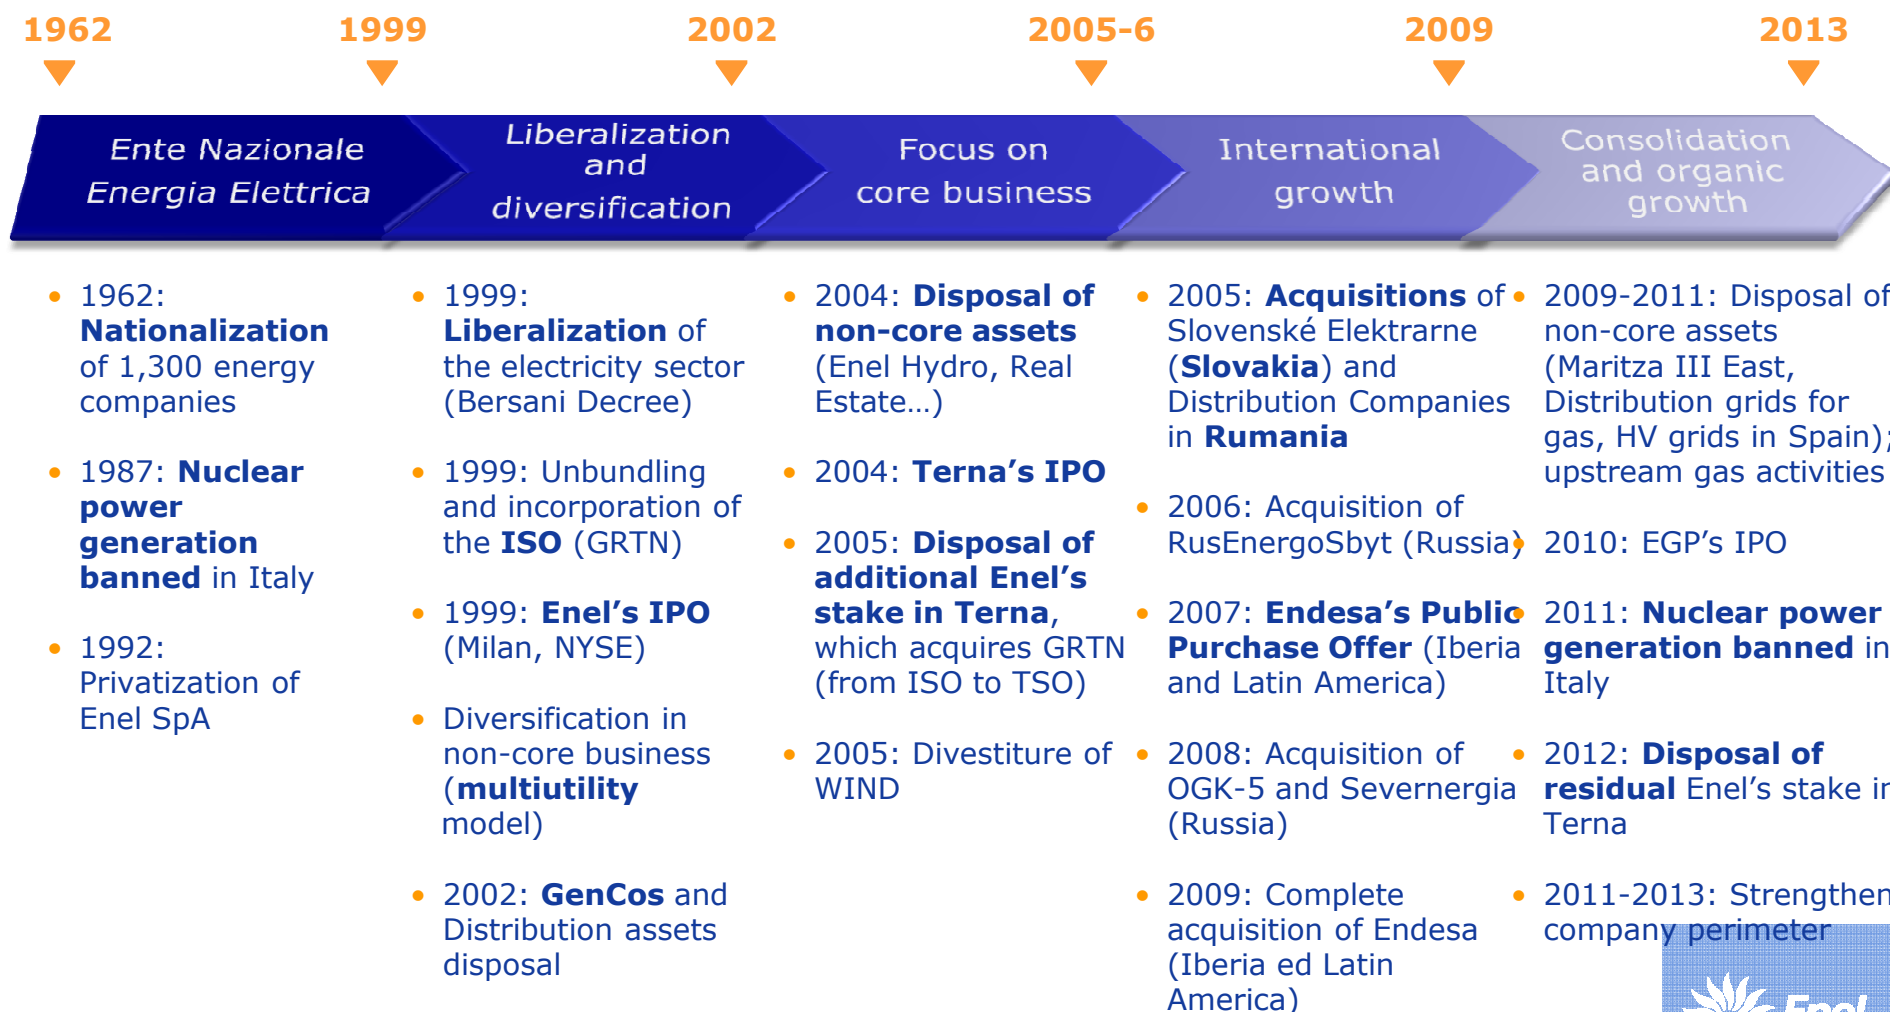 1962
1999
2002
2005-6
2009
2013
Ente Nazionale
Energia Elettrica
Liberalization
and
diversification
Focus on
core business
International
growth
Consolidation
and organic
growth
• 1962:
Nationalization
of 1,300 energy
companies
• 1987: Nuclear
power
generation
banned in Italy
• 1992:
Privatization of
Enel SpA
• 1999:
Liberalization of
the electricity sector
(Bersani Decree)
• 1999: Unbundling
and incorporation of
the ISO (GRTN)
• 1999: Enel’s IPO
(Milan, NYSE)
• Diversification in
non-core business
(multiutility
model)
• 2002: GenCos and
Distribution assets
disposal
• 2004: Disposal of
non-core assets
(Enel Hydro, Real
Estate…)
• 2004: Terna’s IPO
• 2005: Disposal of
additional Enel’s
stake in Terna,
which acquires GRTN
(from ISO to TSO)
• 2005: Divestiture of
WIND
• 2005: Acquisitions of
Slovenské Elektrarne
(Slovakia) and
Distribution Companies
in Rumania
• 2006: Acquisition of
RusEnergoSbyt (Russia)
• 2007: Endesa’s Public
Purchase Offer (Iberia
and Latin America)
• 2008: Acquisition of
OGK-5 and Severnergia
(Russia)
• 2009: Complete
acquisition of Endesa
(Iberia ed Latin
America)
• 2009-2011: Disposal of
non-core assets
(Maritza III East,
Distribution grids for
gas, HV grids in Spain);
upstream gas activities
• 2010: EGP’s IPO
• 2011: Nuclear power
generation banned in
Italy
• 2012: Disposal of
residual Enel’s stake in
Terna
• 2011-2013: Strengthen
company perimeter
Enel